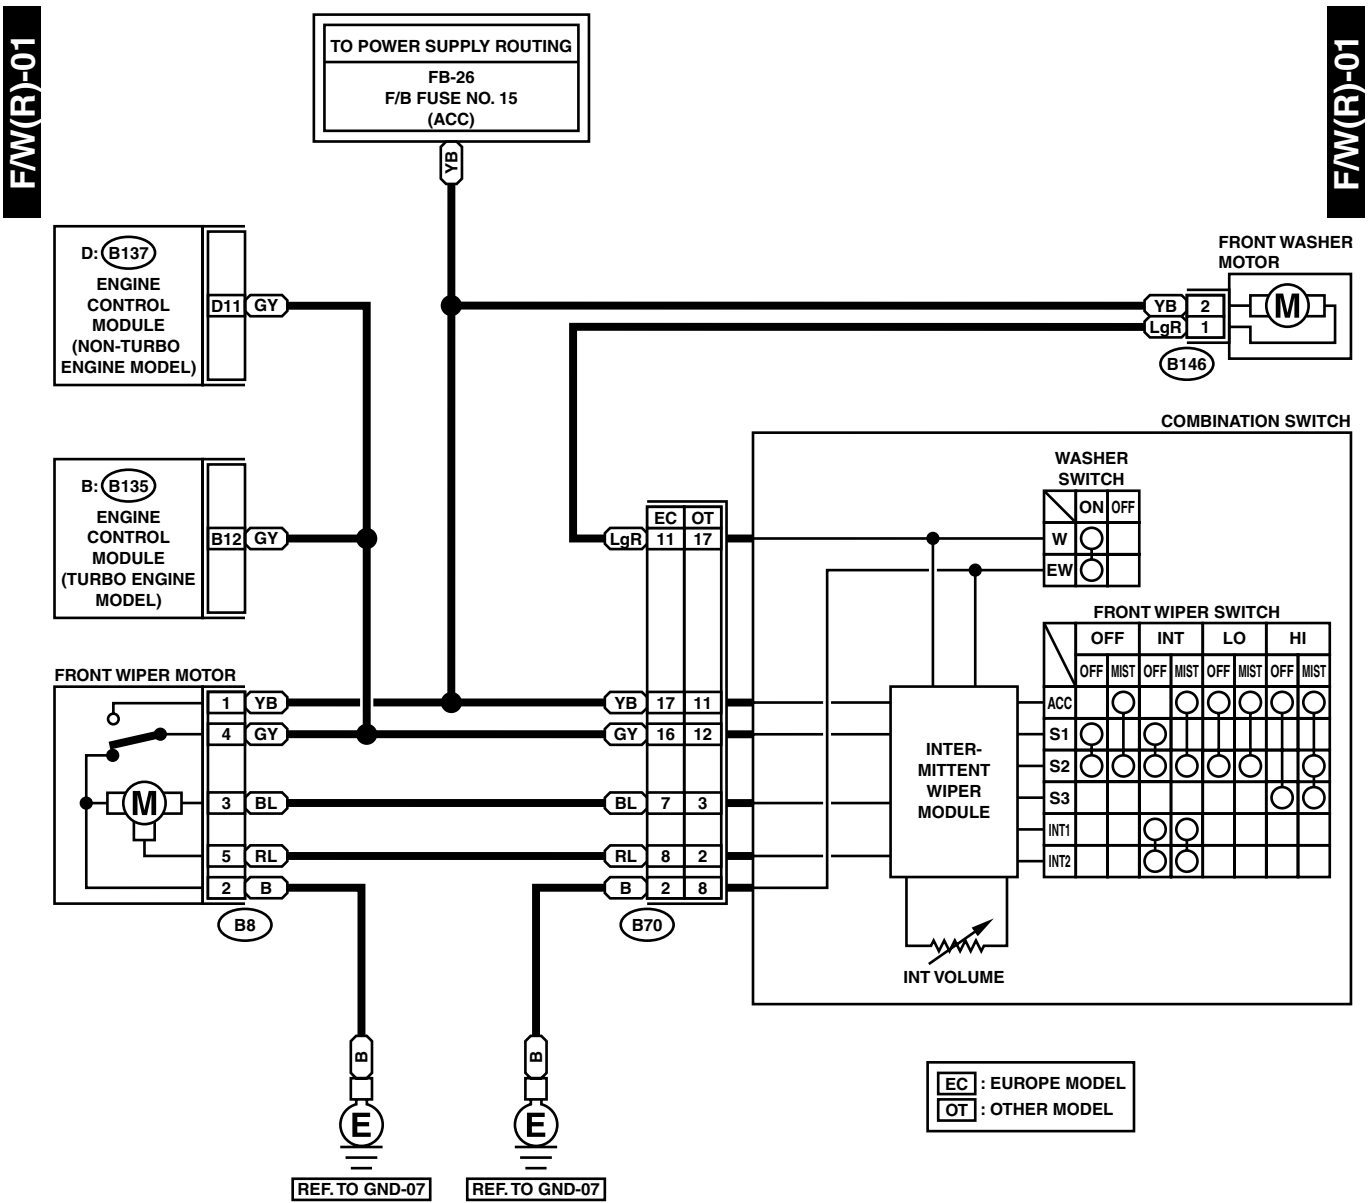 F/W(R)-01
F/W(R)-01
TO POWER SUPPLY ROUTING
FB-26
F/B FUSE NO. 15
(ACC)
YB
D: B137
ENGINE
CONTROL
MODULE
(NON-TURBO
ENGINE MODEL)
D11 GY
FRONT WASHER
MOTOR
YB 2
LgR 1
M
B146
B: B135
ENGINE
CONTROL
MODULE
(TURBO ENGINE
MODEL)
B12 GY
COMBINATION SWITCH
WASHER
SWITCH
ON OFF
W
EW
EC OT
LgR 11 17
YB 17 11
GY 16 12
BL 7 3
RL 8 2
B 2 8
B70
FRONT WIPER MOTOR
1 YB
4 GY
3 BL
5 RL
2 B
M
B8
FRONT WIPER SWITCH
OFF INT LO HI
OFF MIST OFF MIST OFF MIST OFF MIST
ACC
S1
S2
S3
INT1
INT2
INTER-
MITTENT
WIPER
MODULE
INT VOLUME
B
B
E
E
REF. TO GND-07
REF. TO GND-07
EC : EUROPE MODEL
OT : OTHER MODEL